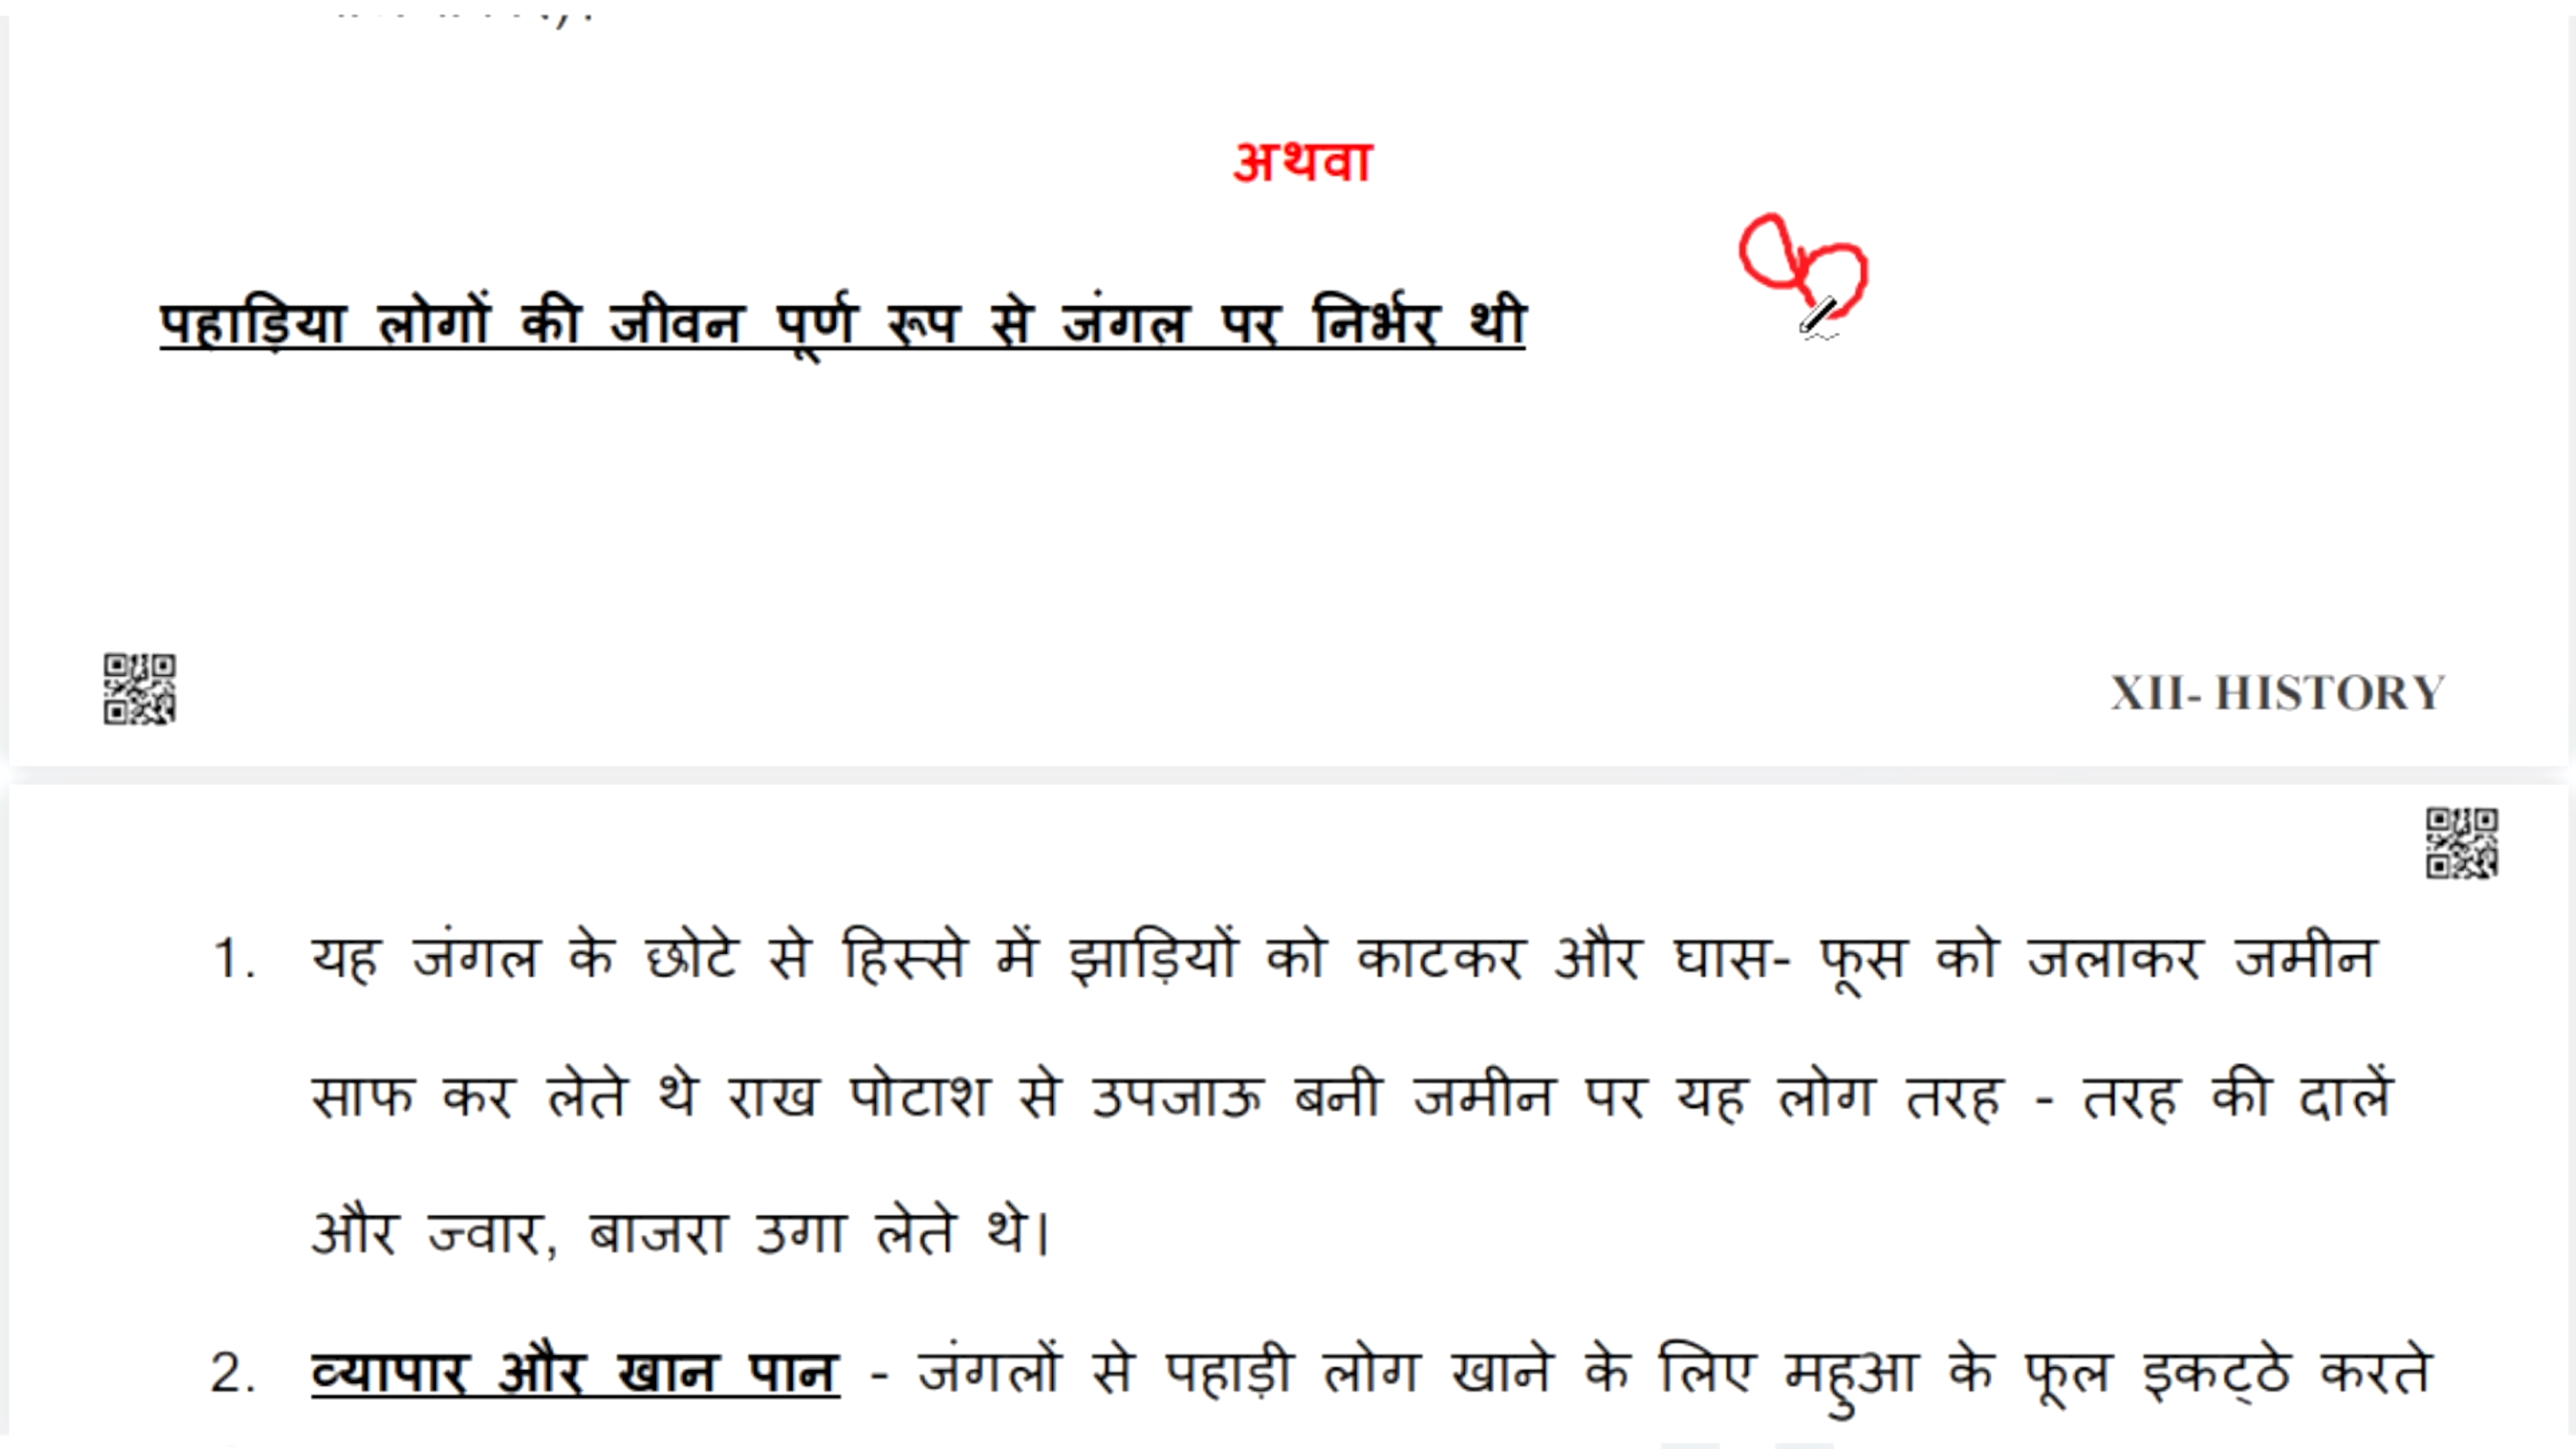 अथवा
पहाड़िया लोगों की जीवन पूर्ण रूप से जंगल पर निर्भर थी
XII- HISTORY
1. यह जंगल के छोटे से हिस्से में झाड़ियों को काटकर और घास- फूस को जलाकर जमीन
साफ कर लेते थे राख पोटाश से उपजाऊ बनी जमीन पर यह लोग तरह - तरह की दालें
और ज्वार, बाजरा उगा लेते थे।
2. व्यापार और खान पान - जंगलों से पहाड़ी लोग खाने के लिए महुआ के फूल इकट्ठे करते